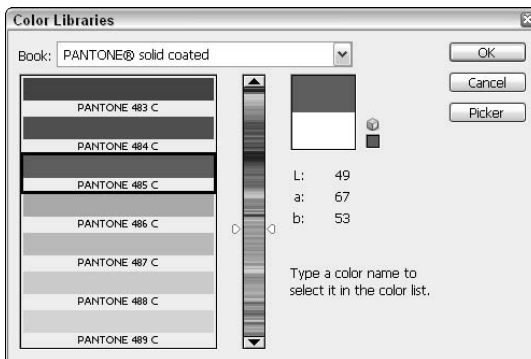 Color Libraries
Book: PANTONE® solid coated
OK
Cancel
Picker
PANTONE 483 C
PANTONE 484 C
PANTONE 485 C
PANTONE 486 C
PANTONE 487 C
PANTONE 488 C
PANTONE 489 C
L: 49
a: 67
b: 53
Type a color name to
select it in the color list.